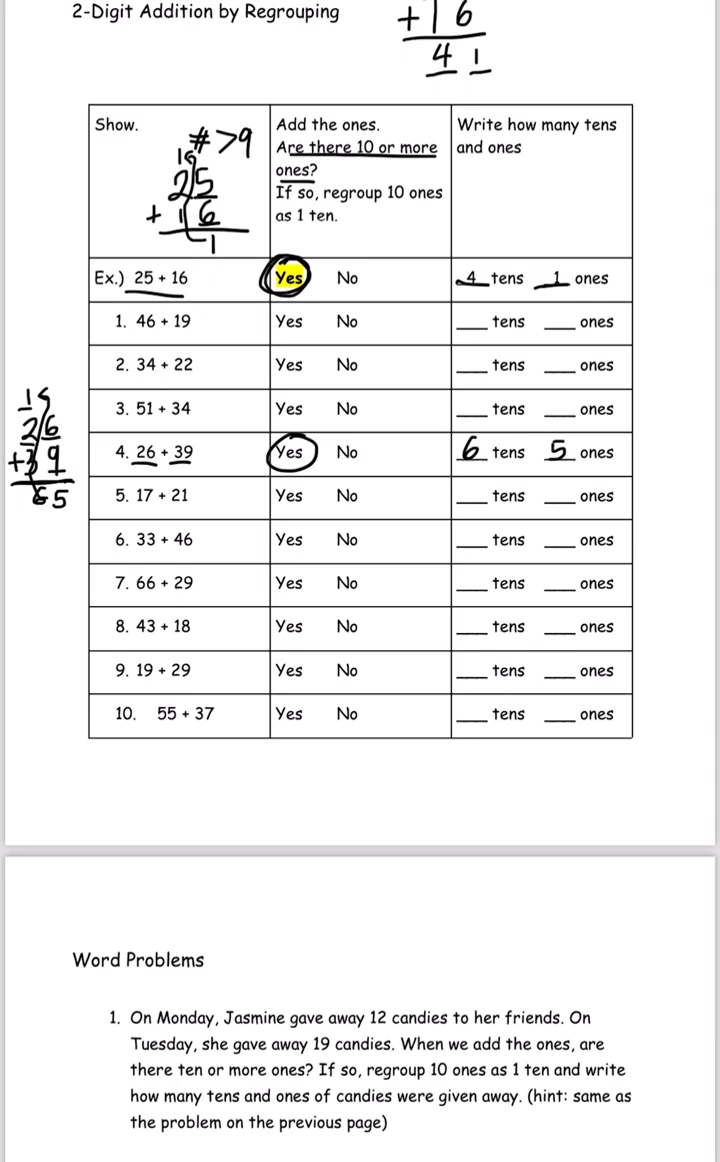 2-Digit Addition by Regrouping
+16
41
Show.
#>9
1
25
+ 16
1
Add the ones.
Are there 10 or more
ones?
If so, regroup 10 ones
as 1 ten.
Write how many tens
and ones
Ex.) 25 + 16 Yes No 4 tens 1 ones
1. 46 + 19 Yes No ___ tens ___ ones
2. 34 + 22 Yes No ___ tens ___ ones
3. 51 + 34 Yes No ___ tens ___ ones
1
26
+39
65
4. 26 + 39 Yes No 6 tens 5 ones
5. 17 + 21 Yes No ___ tens ___ ones
6. 33 + 46 Yes No ___ tens ___ ones
7. 66 + 29 Yes No ___ tens ___ ones
8. 43 + 18 Yes No ___ tens ___ ones
9. 19 + 29 Yes No ___ tens ___ ones
10. 55 + 37 Yes No ___ tens ___ ones
Word Problems
1. On Monday, Jasmine gave away 12 candies to her friends. On
Tuesday, she gave away 19 candies. When we add the ones, are
there ten or more ones? If so, regroup 10 ones as 1 ten and write
how many tens and ones of candies were given away. (hint: same as
the problem on the previous page)